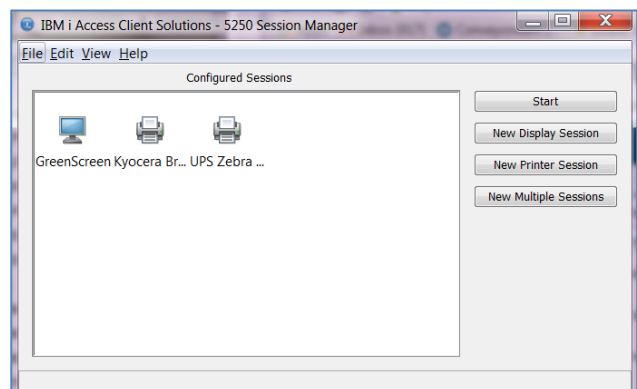 IBM i Access Client Solutions - 5250 Session Manager
File Edit View Help
Configured Sessions
Start
New Display Session
New Printer Session
New Multiple Sessions
GreenScreen Kyocera Br... UPS Zebra ...